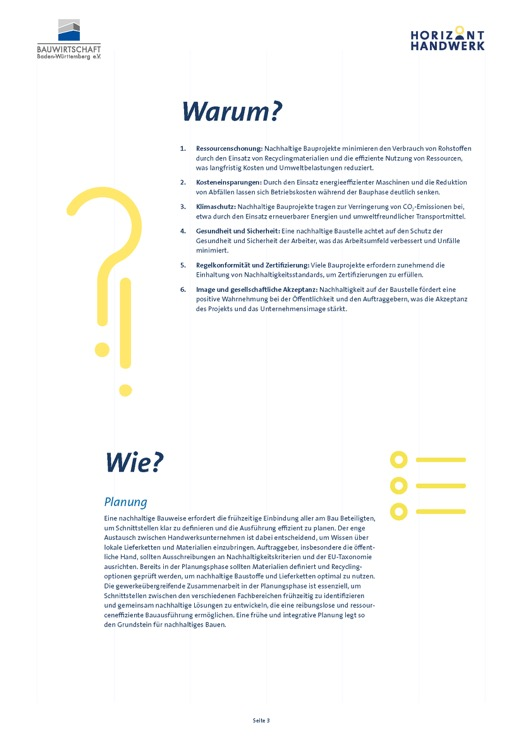 BAUWIRTSCHAFT
Baden-Württemberg e.V.
HORIZONT
HANDWERK
Warum?
1. Ressourcenschonung: Nachhaltige Bauprojekte minimieren den Verbrauch von Rohstoffen
durch den Einsatz von Recyclingmaterialien und die effiziente Nutzung von Ressourcen,
was langfristig Kosten und Umweltbelastungen reduziert.
2. Kosteneinsparungen: Durch den Einsatz energieeffizienter Maschinen und die Reduktion
von Abfällen lassen sich Betriebskosten während der Bauphase deutlich senken.
3. Klimaschutz: Nachhaltige Bauprojekte tragen zur Verringerung von CO₂-Emissionen bei,
etwa durch den Einsatz erneuerbarer Energien und umweltfreundlicher Transportmittel.
4. Gesundheit und Sicherheit: Eine nachhaltige Baustelle achtet auf den Schutz der
Gesundheit und Sicherheit der Arbeiter, was das Arbeitsumfeld verbessert und Unfälle
minimiert.
5. Regelkonformität und Zertifizierung: Viele Bauprojekte erfordern zunehmend die
Einhaltung von Nachhaltigkeitsstandards, um Zertifizierungen zu erfüllen.
6. Image und gesellschaftliche Akzeptanz: Nachhaltigkeit auf der Baustelle fördert eine
positive Wahrnehmung bei der Öffentlichkeit und den Auftraggebern, was die Akzeptanz
des Projekts und das Unternehmensimage stärkt.
Wie?
Planung
Eine nachhaltige Bauweise erfordert die frühzeitige Einbindung aller am Bau Beteiligten,
um Schnittstellen klar zu definieren und die Ausführung effizient zu planen. Der enge
Austausch zwischen Handwerksunternehmen ist dabei entscheidend, um Wissen über
lokale Lieferketten und Materialien einzubringen. Auftraggeber, insbesondere die öffent-
liche Hand, sollten Ausschreibungen an Nachhaltigkeitskriterien und der EU-Taxonomie
ausrichten. Bereits in der Planungsphase sollten Materialien definiert und Recycling-
optionen geprüft werden, um nachhaltige Baustoffe und Lieferketten optimal zu nutzen.
Die gewerkeübergreifende Zusammenarbeit in der Planungsphase ist essenziell, um
Schnittstellen zwischen den verschiedenen Fachbereichen frühzeitig zu identifizieren
und gemeinsam nachhaltige Lösungen zu entwickeln, die eine reibungslose und ressour-
ceneffiziente Bauausführung ermöglichen. Eine frühe und integrative Planung legt so
den Grundstein für nachhaltiges Bauen.
Seite 3